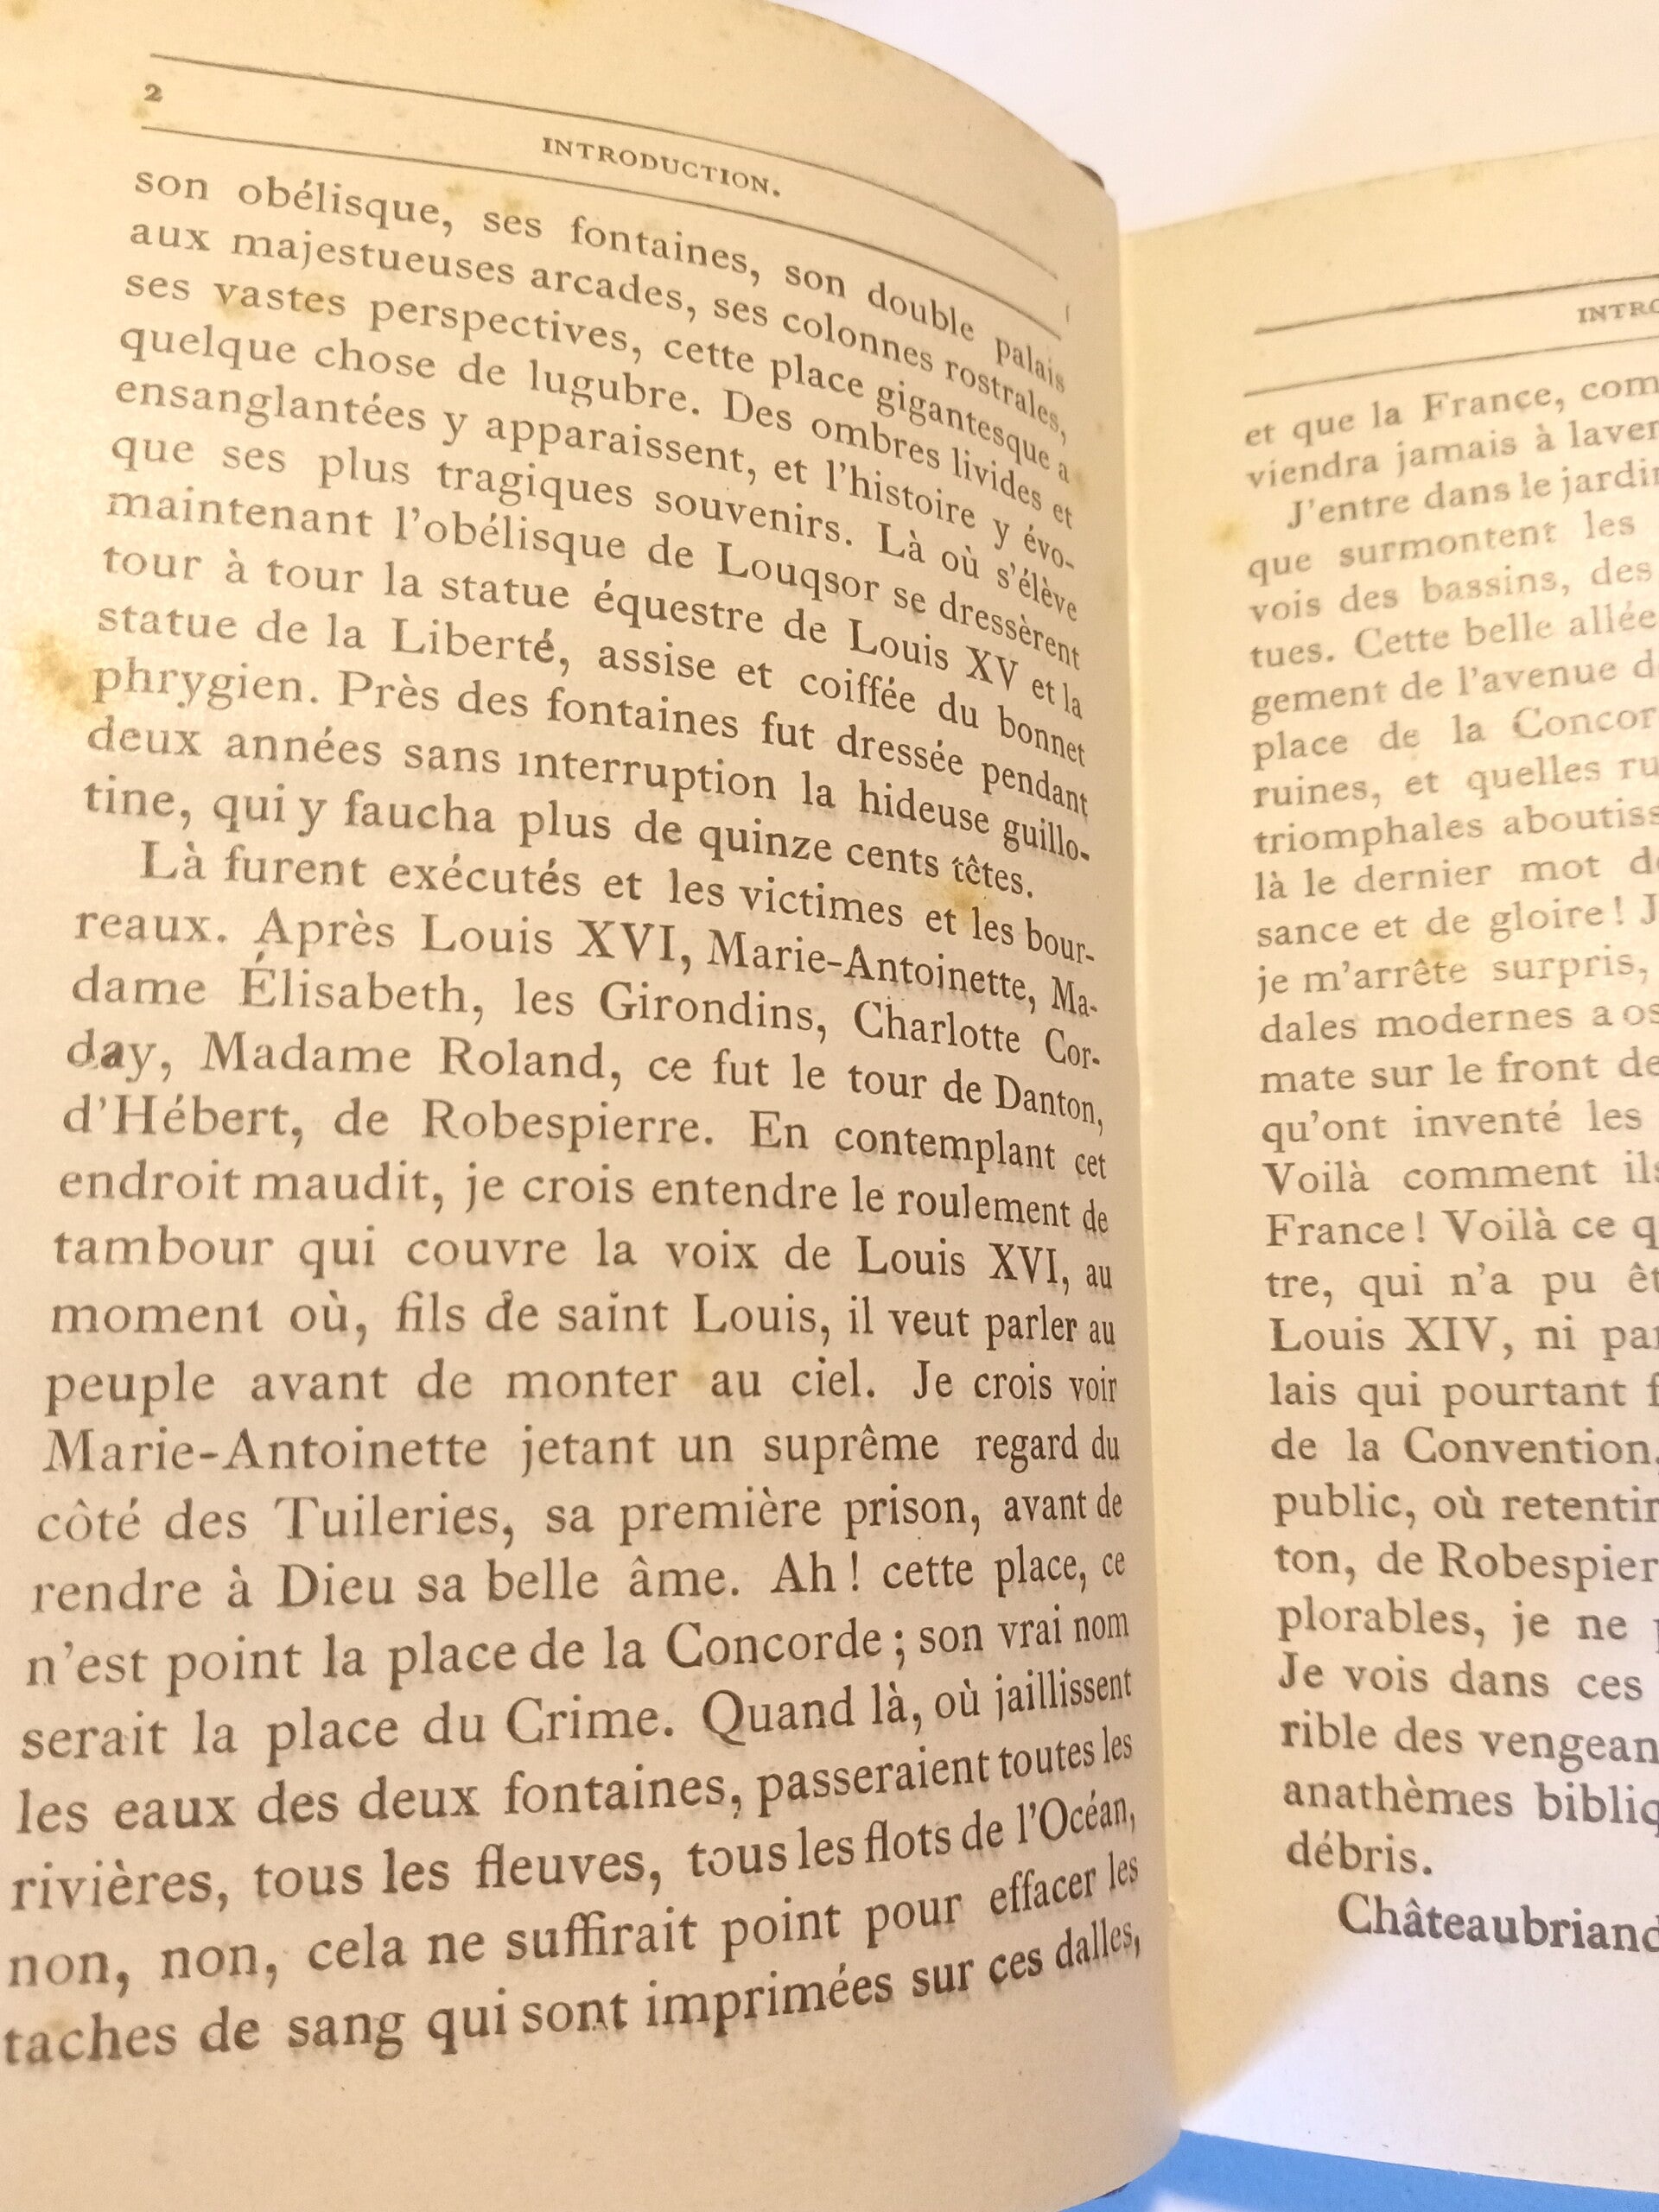 2
INTRODUCTION.
son obélisque, ses fontaines, son double palais
aux majestueuses arcades, ses colonnes rostrales,
ses vastes perspectives, cette place gigantesque a
quelque chose de lugubre. Des ombres livides et
ensanglantées y apparaissent, et l'histoire y évo-
que ses plus tragiques souvenirs. Là où s'élève
maintenant l'obélisque de Louqsor se dressèrent
tour à tour la statue équestre de Louis XV et la
statue de la Liberté, assise et coiffée du bonnet
phrygien. Près des fontaines fut dressée pendant
deux années sans interruption la hideuse guillo-
tine, qui y faucha plus de quinze cents têtes.
Là furent exécutés et les victimes et les bour-
reaux. Après Louis XVI, Marie-Antoinette, Ma-
dame Élisabeth, les Girondins, Charlotte Cor-
day, Madame Roland, ce fut le tour de Danton,
d'Hébert, de Robespierre. En contemplant cet
endroit maudit, je crois entendre le roulement de
tambour qui couvre la voix de Louis XVI, au
moment où, fils de saint Louis, il veut parler au
peuple avant de monter au ciel. Je crois voir
Marie-Antoinette jetant un suprême regard du
côté des Tuileries, sa première prison, avant de
rendre à Dieu sa belle âme. Ah ! cette place, ce
n'est point la place de la Concorde ; son vrai nom
serait la place du Crime. Quand là, où jaillissent
les eaux des deux fontaines, passeraient toutes les
rivières, tous les fleuves, tous les flots de l'Océan,
non, non, cela ne suffirait point pour effacer les
taches de sang qui sont imprimées sur ces dalles,
INTRO
et que la France, com
viendra jamais à laver
J'entre dans le jardin
que surmontent les
vois des bassins, des
tues. Cette belle allée
gement de l'avenue d
place de la Concor
ruines, et quelles ru
triomphales aboutiss
là le dernier mot d
sance et de gloire ! J
je m'arrête surpris,
dales modernes a os
mate sur le front de
qu'ont inventé les
Voilà comment ils
France ! Voilà ce q
tre, qui n'a pu êt
Louis XIV, ni par
lais qui pourtant f
de la Convention,
public, où retentir
ton, de Robespier
plorables, je ne p
Je vois dans ces
rible des vengean
anathèmes bibliq
débris.
Châteaubriand